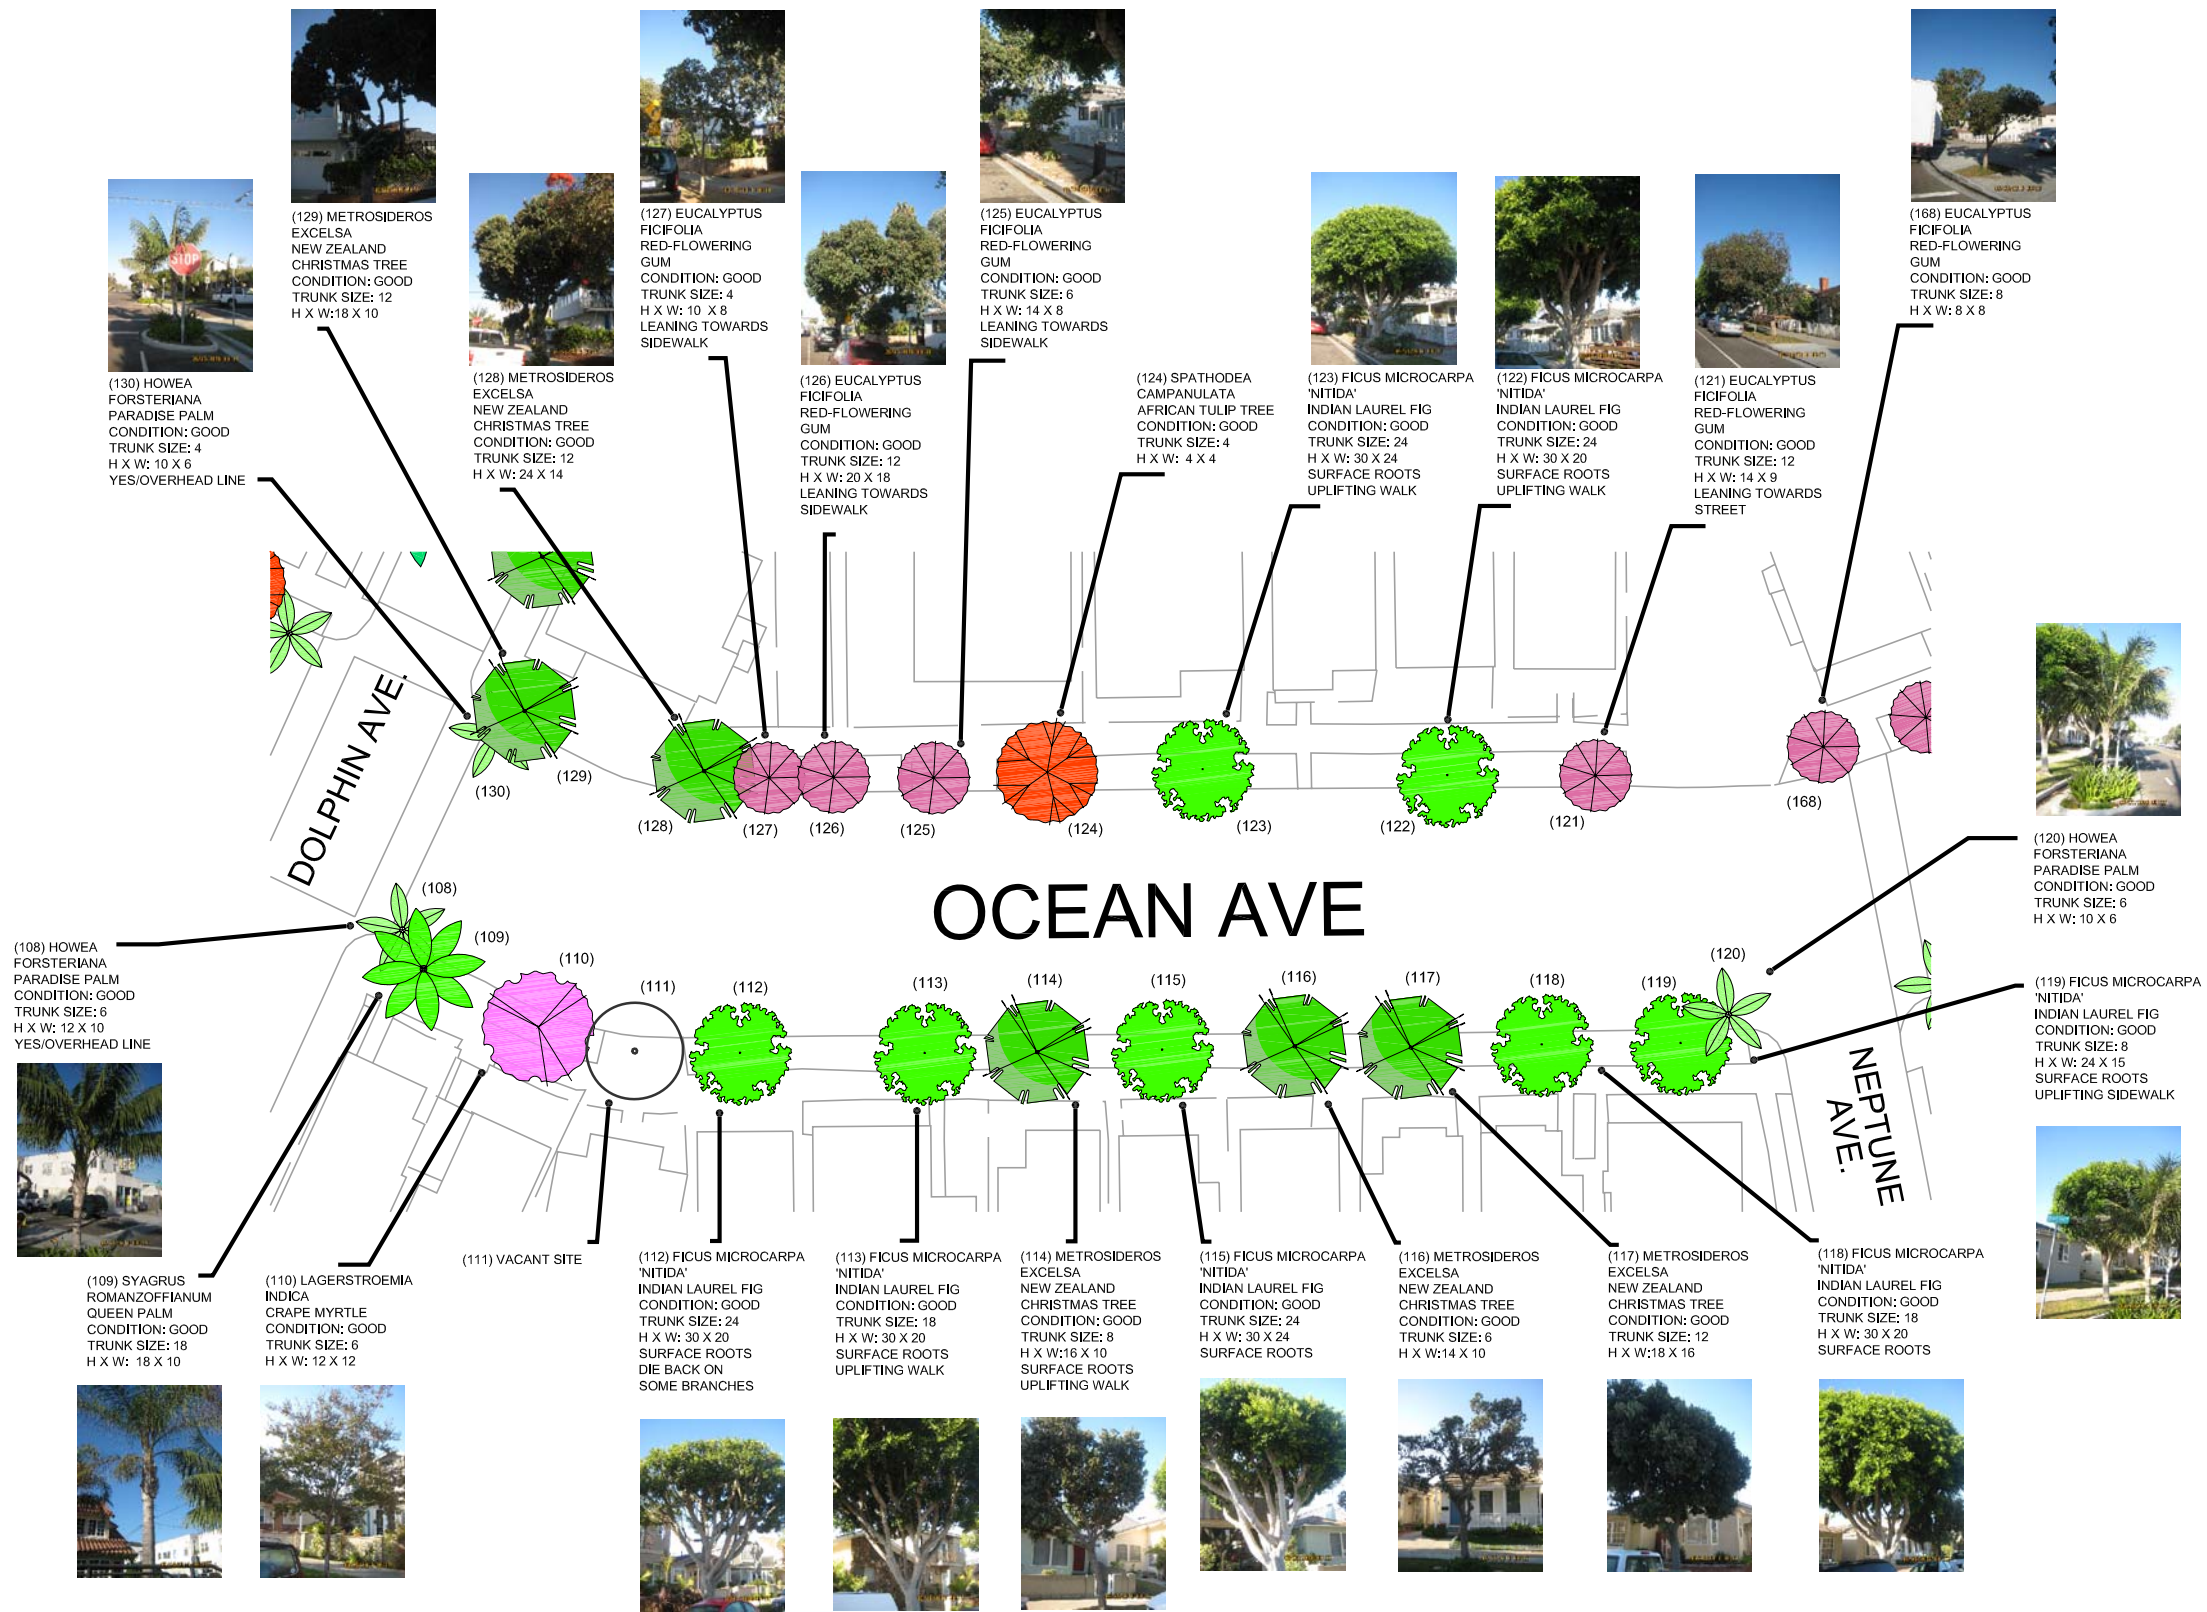 (129) METROSIDEROS
EXCELSA
NEW ZEALAND
CHRISTMAS TREE
CONDITION: GOOD
TRUNK SIZE: 12
H X W:18 X 10
(127) EUCALYPTUS
FICIFOLIA
RED-FLOWERING
GUM
CONDITION: GOOD
TRUNK SIZE: 4
H X W: 10 X 8
LEANING TOWARDS
SIDEWALK
(125) EUCALYPTUS
FICIFOLIA
RED-FLOWERING
GUM
CONDITION: GOOD
TRUNK SIZE: 6
H X W: 14 X 8
LEANING TOWARDS
SIDEWALK
(168) EUCALYPTUS
FICIFOLIA
RED-FLOWERING
GUM
CONDITION: GOOD
TRUNK SIZE: 8
H X W: 8 X 8
STOP
(130) HOWEA
FORSTERIANA
PARADISE PALM
CONDITION: GOOD
TRUNK SIZE: 4
H X W: 10 X 6
YES/OVERHEAD LINE
(128) METROSIDEROS
EXCELSA
NEW ZEALAND
CHRISTMAS TREE
CONDITION: GOOD
TRUNK SIZE: 12
H X W: 24 X 14
(126) EUCALYPTUS
FICIFOLIA
RED-FLOWERING
GUM
CONDITION: GOOD
TRUNK SIZE: 12
H X W: 20 X 18
LEANING TOWARDS
SIDEWALK
(124) SPATHODEA
CAMPANULATA
AFRICAN TULIP TREE
CONDITION: GOOD
TRUNK SIZE: 4
H X W: 4 X 4
(123) FICUS MICROCARPA
'NITIDA'
INDIAN LAUREL FIG
CONDITION: GOOD
TRUNK SIZE: 24
H X W: 30 X 24
SURFACE ROOTS
UPLIFTING WALK
(122) FICUS MICROCARPA
'NITIDA'
INDIAN LAUREL FIG
CONDITION: GOOD
TRUNK SIZE: 24
H X W: 30 X 20
SURFACE ROOTS
UPLIFTING WALK
(121) EUCALYPTUS
FICIFOLIA
RED-FLOWERING
GUM
CONDITION: GOOD
TRUNK SIZE: 12
H X W: 14 X 9
LEANING TOWARDS
STREET
DOLPHIN AVE.
(130)
(129)
(128)
(127)
(126)
(125)
(124)
(123)
(122)
(121)
(168)
OCEAN AVE
(120) HOWEA
FORSTERIANA
PARADISE PALM
CONDITION: GOOD
TRUNK SIZE: 6
H X W: 10 X 6
(108)
(109)
(110)
(111)
(112)
(113)
(114)
(115)
(116)
(117)
(118)
(119)
(120)
NEPTUNE
AVE.
(108) HOWEA
FORSTERIANA
PARADISE PALM
CONDITION: GOOD
TRUNK SIZE: 6
H X W: 12 X 10
YES/OVERHEAD LINE
(119) FICUS MICROCARPA
'NITIDA'
INDIAN LAUREL FIG
CONDITION: GOOD
TRUNK SIZE: 8
H X W: 24 X 15
SURFACE ROOTS
UPLIFTING SIDEWALK
(109) SYAGRUS
ROMANZOFFIANUM
QUEEN PALM
CONDITION: GOOD
TRUNK SIZE: 18
H X W: 18 X 10
(110) LAGERSTROEMIA
INDICA
CRAPE MYRTLE
CONDITION: GOOD
TRUNK SIZE: 6
H X W: 12 X 12
(111) VACANT SITE
(112) FICUS MICROCARPA
'NITIDA'
INDIAN LAUREL FIG
CONDITION: GOOD
TRUNK SIZE: 24
H X W: 30 X 20
SURFACE ROOTS
DIE BACK ON
SOME BRANCHES
(113) FICUS MICROCARPA
'NITIDA'
INDIAN LAUREL FIG
CONDITION: GOOD
TRUNK SIZE: 18
H X W: 30 X 20
SURFACE ROOTS
UPLIFTING WALK
(114) METROSIDEROS
EXCELSA
NEW ZEALAND
CHRISTMAS TREE
CONDITION: GOOD
TRUNK SIZE: 8
H X W:16 X 10
SURFACE ROOTS
UPLIFTING WALK
(115) FICUS MICROCARPA
'NITIDA'
INDIAN LAUREL FIG
CONDITION: GOOD
TRUNK SIZE: 24
H X W: 30 X 24
SURFACE ROOTS
(116) METROSIDEROS
EXCELSA
NEW ZEALAND
CHRISTMAS TREE
CONDITION: GOOD
TRUNK SIZE: 6
H X W:14 X 10
(117) METROSIDEROS
EXCELSA
NEW ZEALAND
CHRISTMAS TREE
CONDITION: GOOD
TRUNK SIZE: 12
H X W:18 X 16
(118) FICUS MICROCARPA
'NITIDA'
INDIAN LAUREL FIG
CONDITION: GOOD
TRUNK SIZE: 18
H X W: 30 X 20
SURFACE ROOTS